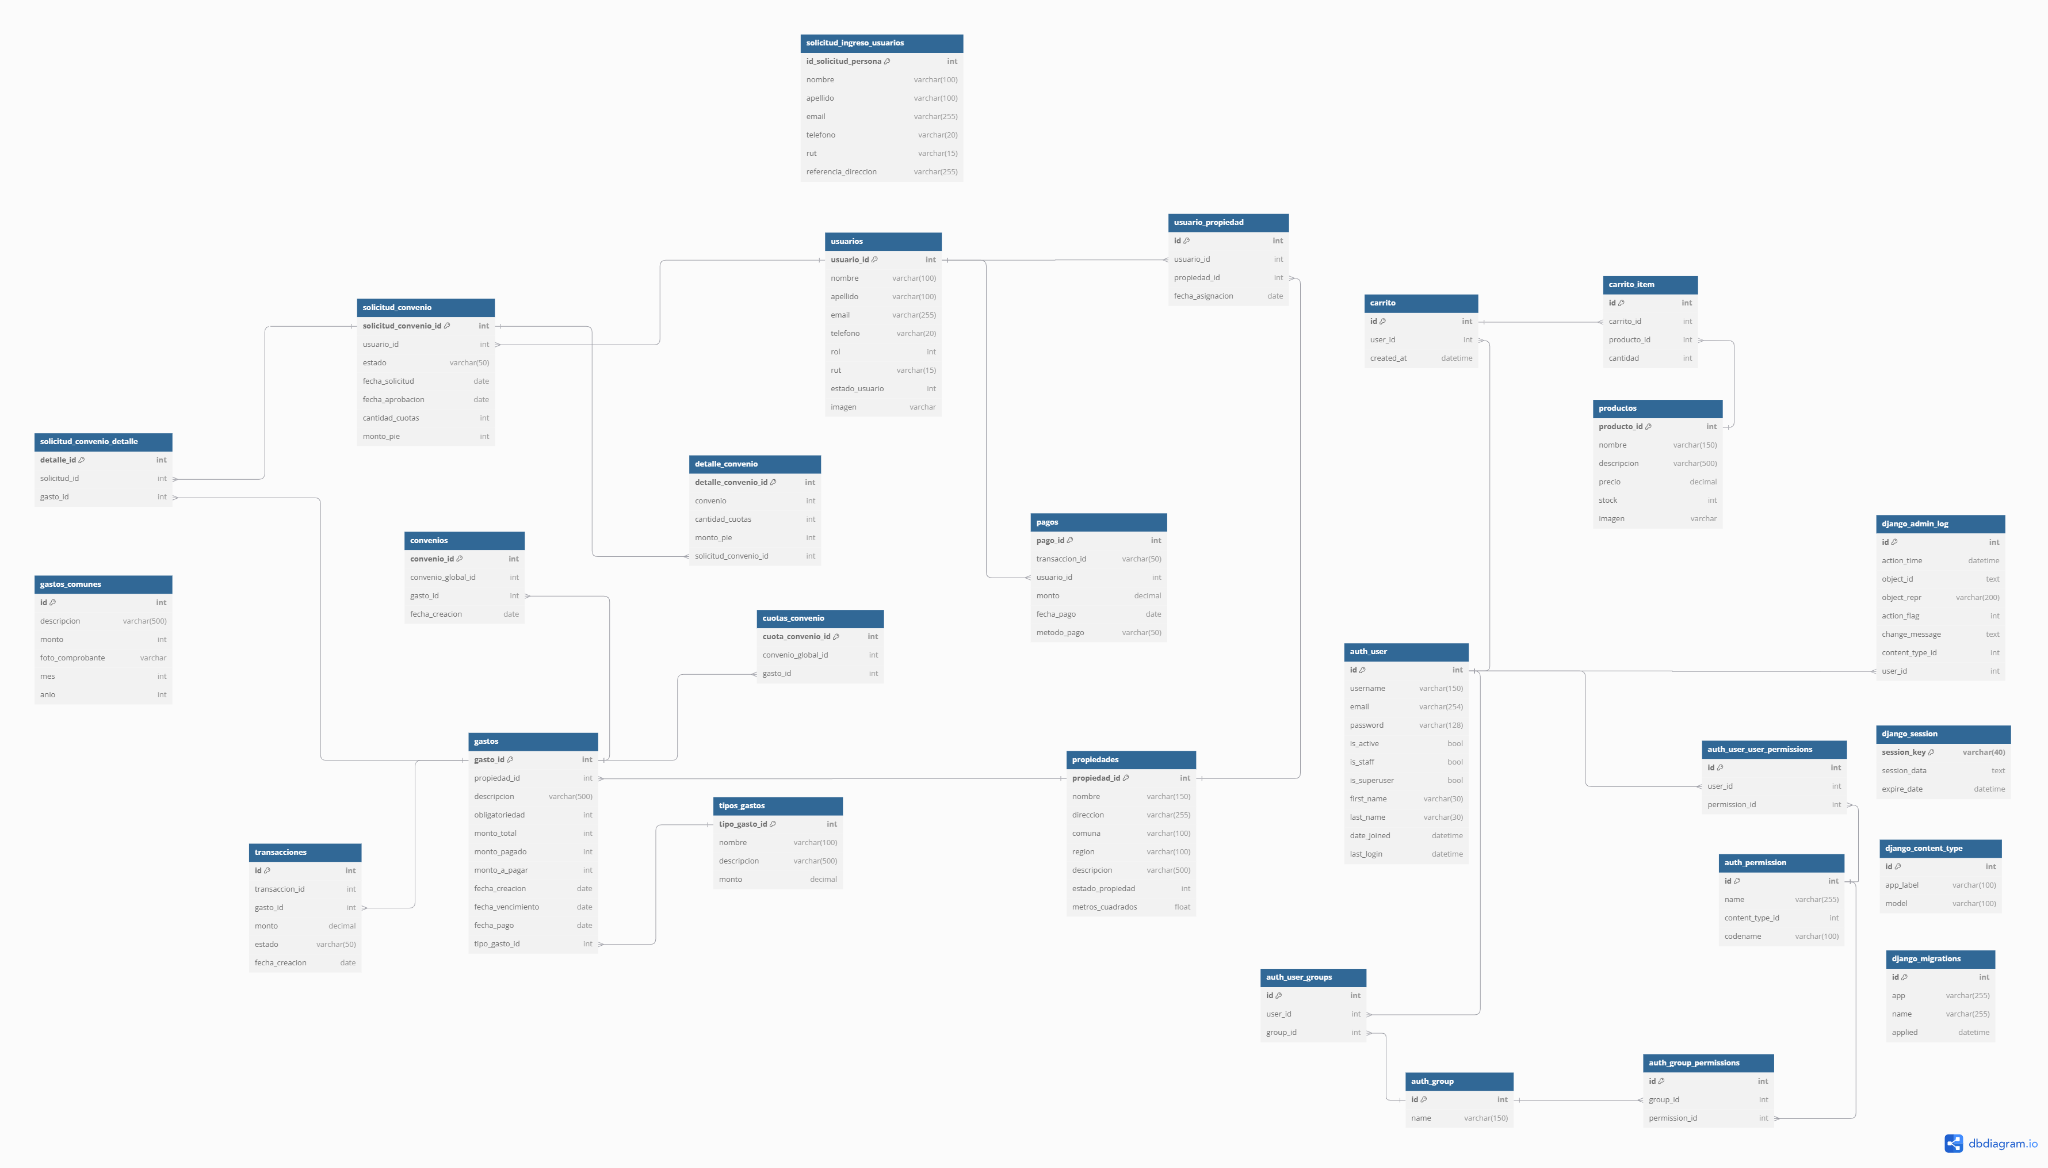 solicitud_ingreso_usuarios
id_solicitud_persona int
nombre varchar(100)
apellido varchar(100)
email varchar(255)
telefono varchar(20)
rut varchar(15)
referencia_direccion varchar(255)
usuario_propiedad
id int
usuario_id int
propiedad_id int
fecha_asignacion date
usuarios
usuario_id int
nombre varchar(100)
apellido varchar(100)
email varchar(255)
telefono varchar(20)
rol int
rut varchar(15)
estado_usuario int
imagen varchar
carrito_item
id int
carrito_id int
producto_id int
cantidad int
carrito
id int
user_id int
created_at datetime
solicitud_convenio
solicitud_convenio_id int
usuario_id int
estado varchar(50)
fecha_solicitud date
fecha_aprobacion date
cantidad_cuotas int
monto_pie int
productos
producto_id int
nombre varchar(150)
descripcion varchar(500)
precio decimal
stock int
imagen varchar
solicitud_convenio_detalle
detalle_id int
solicitud_id int
gasto_id int
detalle_convenio
detalle_convenio_id int
convenio int
cantidad_cuotas int
monto_pie int
solicitud_convenio_id int
pagos
pago_id int
transaccion_id varchar(50)
usuario_id int
monto decimal
fecha_pago date
metodo_pago varchar(50)
django_admin_log
id int
action_time datetime
object_id text
object_repr varchar(200)
action_flag int
change_message text
content_type_id int
user_id int
convenios
convenio_id int
convenio_global_id int
gasto_id int
fecha_creacion date
gastos_comunes
id int
descripcion varchar(500)
monto int
foto_comprobante varchar
mes int
anio int
cuotas_convenio
cuota_convenio_id int
convenio_global_id int
gasto_id int
auth_user
id int
username varchar(150)
email varchar(254)
password varchar(128)
is_active bool
is_staff bool
is_superuser bool
first_name varchar(30)
last_name varchar(30)
date_joined datetime
last_login datetime
django_session
session_key varchar(40)
session_data text
expire_date datetime
gastos
gasto_id int
propiedad_id int
descripcion varchar(500)
obligatoriedad int
monto_total int
monto_pagado int
monto_a_pagar int
fecha_creacion date
fecha_vencimiento date
fecha_pago date
tipo_gasto_id int
auth_user_user_permissions
id int
user_id int
permission_id int
propiedades
propiedad_id int
nombre varchar(150)
direccion varchar(255)
comuna varchar(100)
region varchar(100)
descripcion varchar(500)
estado_propiedad int
metros_cuadrados float
tipos_gastos
tipo_gasto_id int
nombre varchar(100)
descripcion varchar(500)
monto decimal
django_content_type
id int
app_label varchar(100)
model varchar(100)
transacciones
id int
transaccion_id int
gasto_id int
monto decimal
estado varchar(50)
fecha_creacion date
auth_permission
id int
name varchar(255)
content_type_id int
codename varchar(100)
django_migrations
id int
app varchar(255)
name varchar(255)
applied datetime
auth_user_groups
id int
user_id int
group_id int
auth_group_permissions
id int
group_id int
permission_id int
auth_group
id int
name varchar(150)
dbdiagram.io